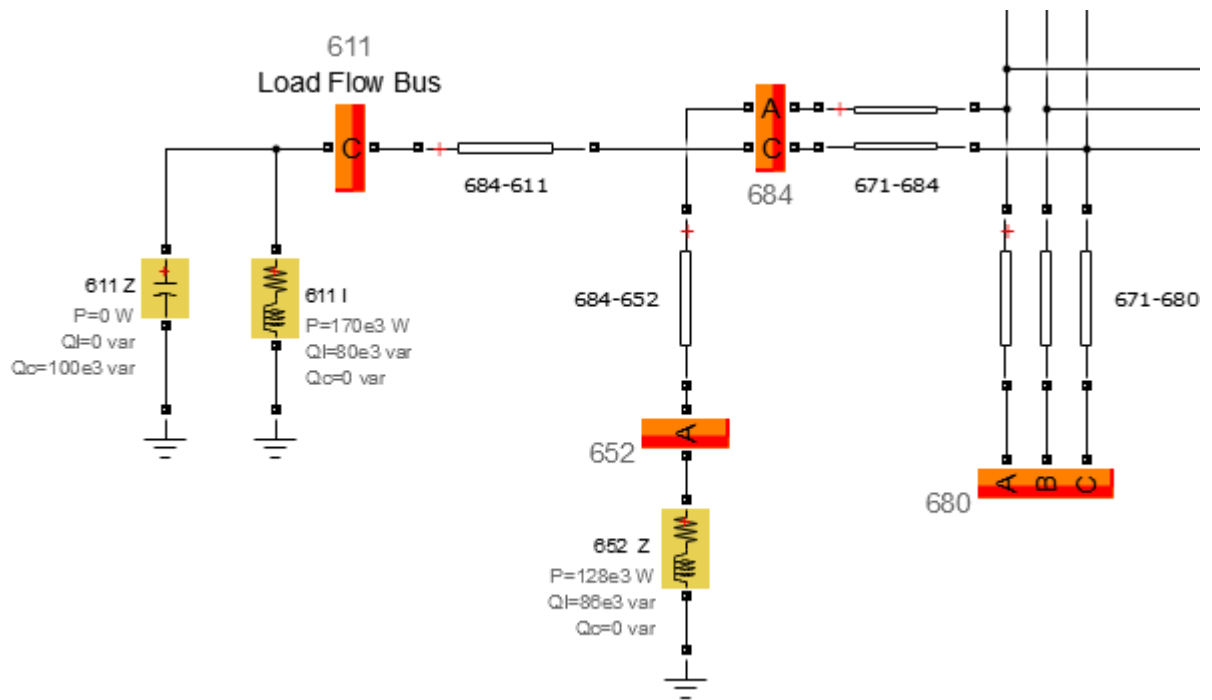 611
Load Flow Bus
C
684-611
A
C
684
671-684
611 Z
P=0 W
Ql=0 var
Qc=100e3 var
611 I
P=170e3 W
Ql=80e3 var
Qc=0 var
684-652
671-680
A
652
652 Z
P=128e3 W
Ql=86e3 var
Qc=0 var
680
A B C